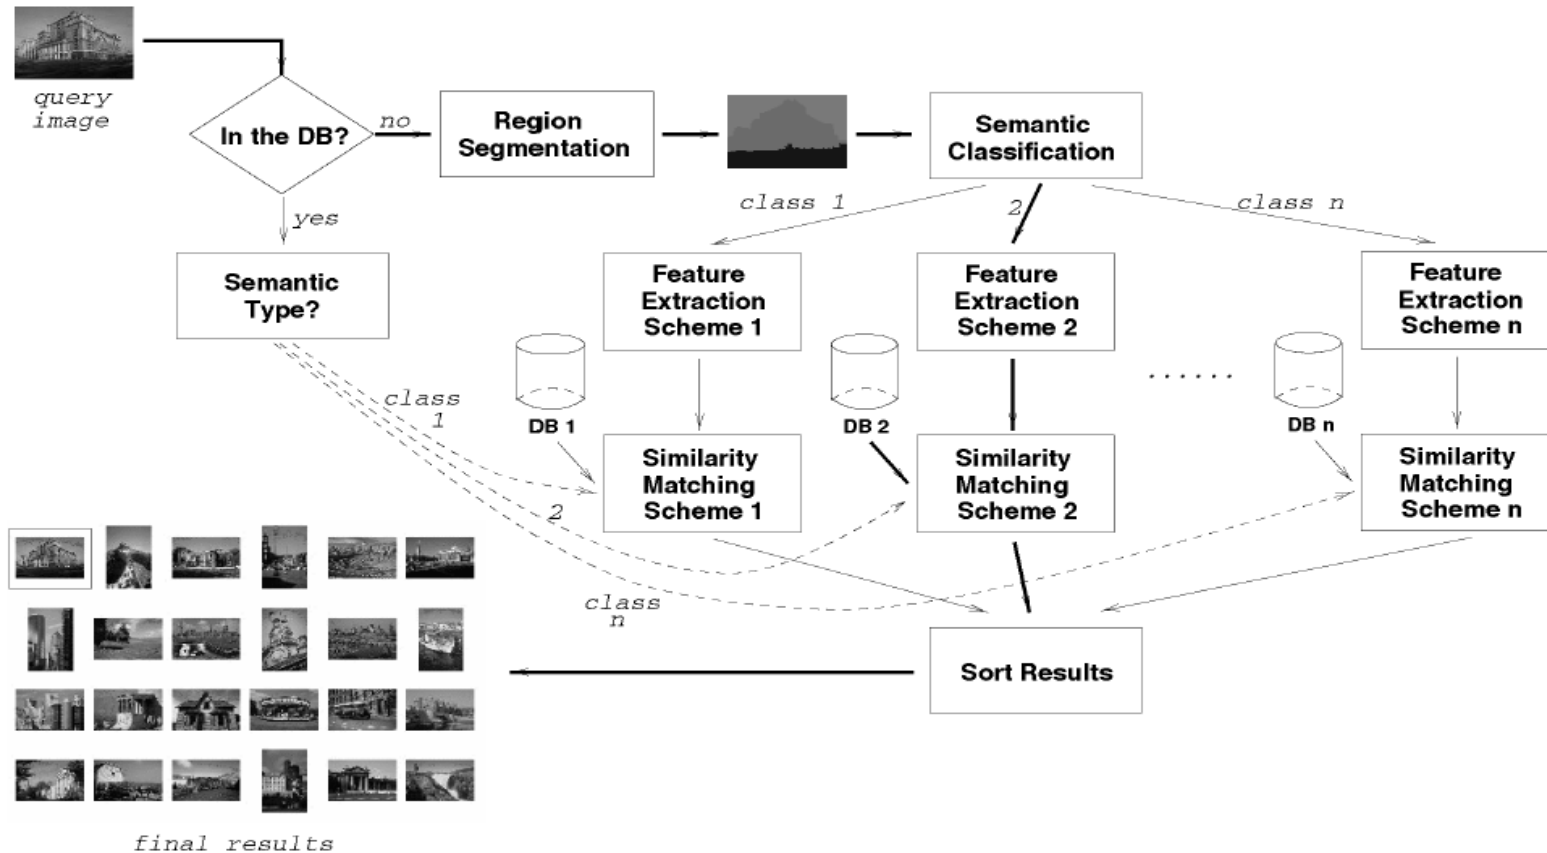 query
image
In the DB?
no
Region
Segmentation
Semantic
Classification
yes
class 1
2
class n
Semantic
Type?
Feature
Extraction
Scheme 1
Feature
Extraction
Scheme 2
Feature
Extraction
Scheme n
......
class
1
DB 1
DB 2
DB n
Similarity
Matching
Scheme 1
Similarity
Matching
Scheme 2
Similarity
Matching
Scheme n
2
class
n
Sort Results
final results